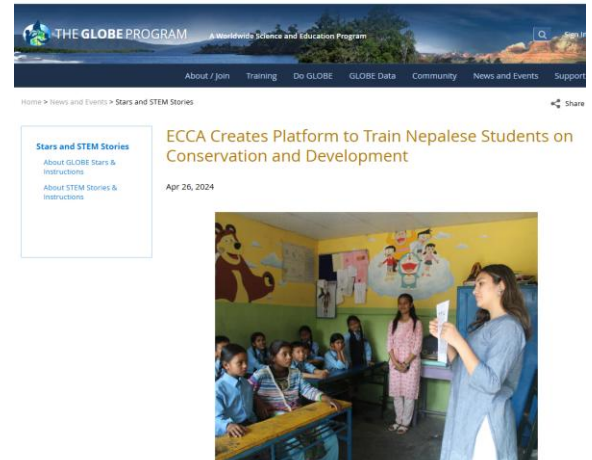 THE GLOBE PROGRAM
A Worldwide Science and Education Program
Sign In
About / Join Training Do GLOBE GLOBE Data Community News and Events Support
Home > News and Events > Stars and STEM Stories
Share
Stars and STEM Stories
About GLOBE Stars &
Instructions
About STEM Stories &
Instructions
ECCA Creates Platform to Train Nepalese Students on
Conservation and Development
Apr 26, 2024